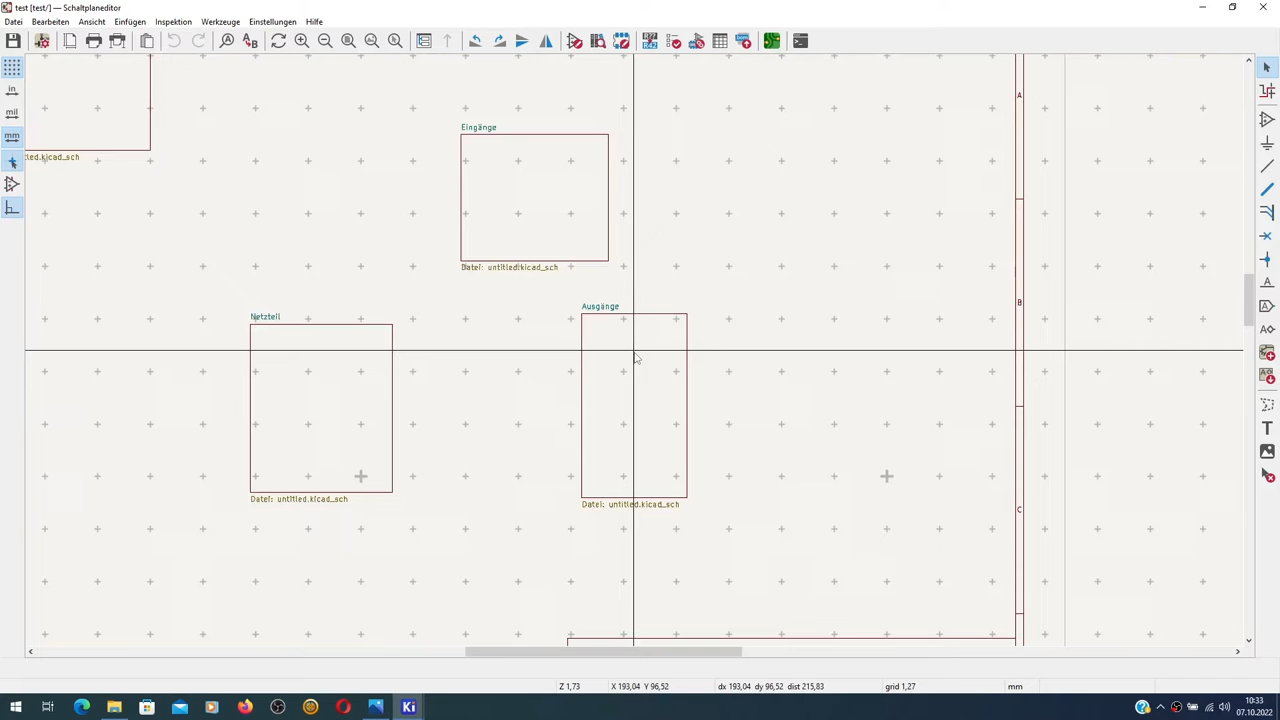 test [test/] — Schaltplaneditor
Datei Bearbeiten Ansicht Einfügen Inspektion Werkzeuge Einstellungen Hilfe
in
mil
mm
A
Eingänge
tled.kicad_sch
Datei: untitled.kicad_sch
B
Ausgänge
Netzteil
Datei: untitled.kicad_sch
Datei: untitled.kicad_sch
C
Z 1,73 X 193,04 Y 96,52 dx 193,04 dy 96,52 dist 215,83 grid 1,27 mm
Ki
10:33
07.10.2022